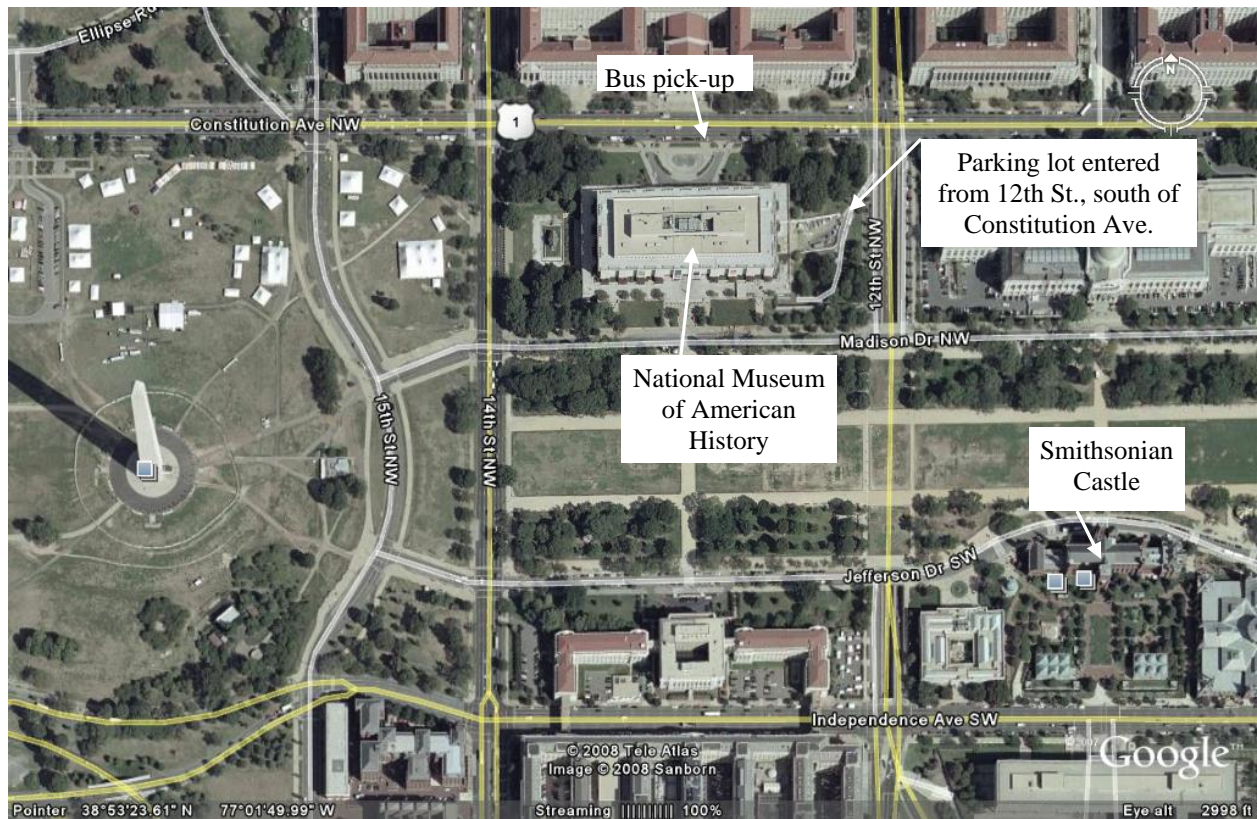 Ellipse Rd
Bus pick-up
N
Constitution Ave NW
1
Parking lot entered
from 12th St., south of
Constitution Ave.
12th St NW
Madison Dr NW
National Museum
of American
History
15th St NW
14th St NW
Smithsonian
Castle
Jefferson Dr SW
Independence Ave SW
© 2008 Tele Atlas
Image © 2008 Sanborn
© 2007 Google™
Pointer 38°53'23.61" N 77°01'49.99" W
Streaming |||||||||| 100%
Eye alt 2998 ft